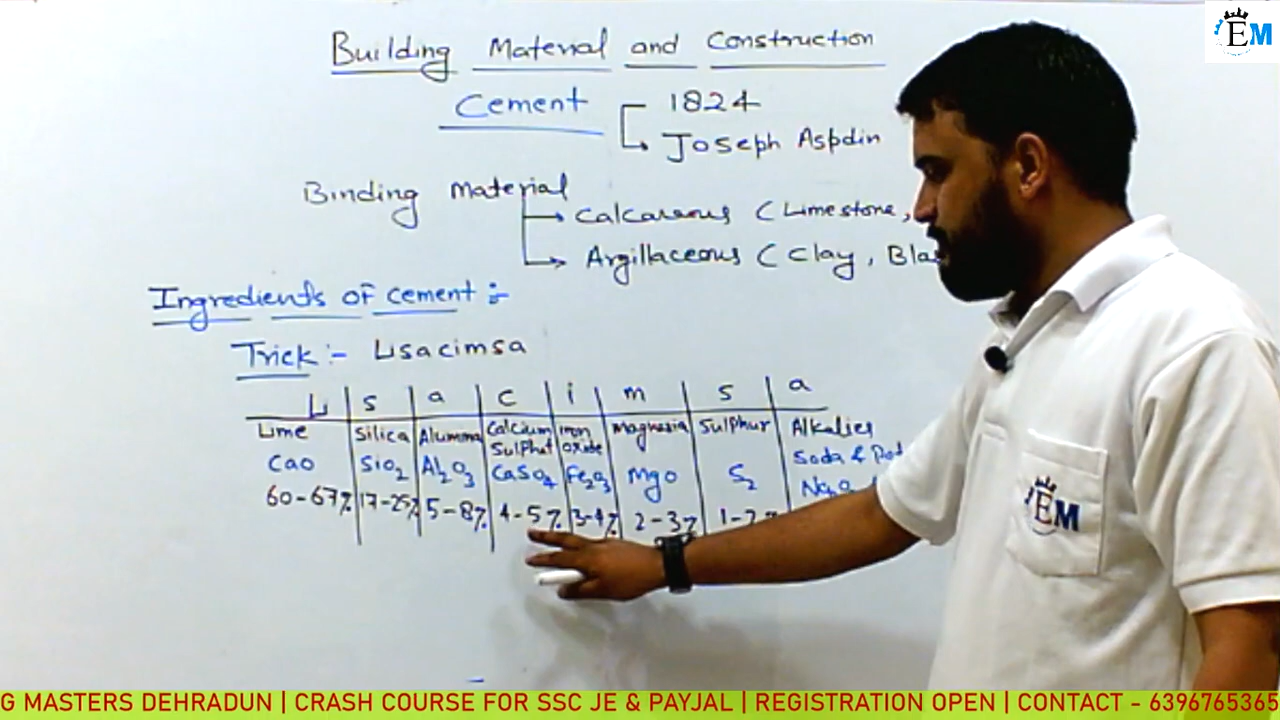 EM
Building Material and Construction
Cement 1824
Joseph Aspdin
Binding Material
Calcareous (Limestone,
Argillaceous (Clay, Bla
Ingredients of cement :-
Trick :- Lisacimsa
Li s a c i m s a
Lime Silica Alumina Calcium Sulphat Iron Oxide Magnesia Sulphur Alkalies
CaO SiO2 Al2O3 CaSO4 Fe2O3 MgO S2 Soda &
60-67% 17-25% 5-8% 4-5% 3-4% 2-3%
EM
G MASTERS DEHRADUN | CRASH COURSE FOR SSC JE & PAYJAL | REGISTRATION OPEN | CONTACT - 6396765365